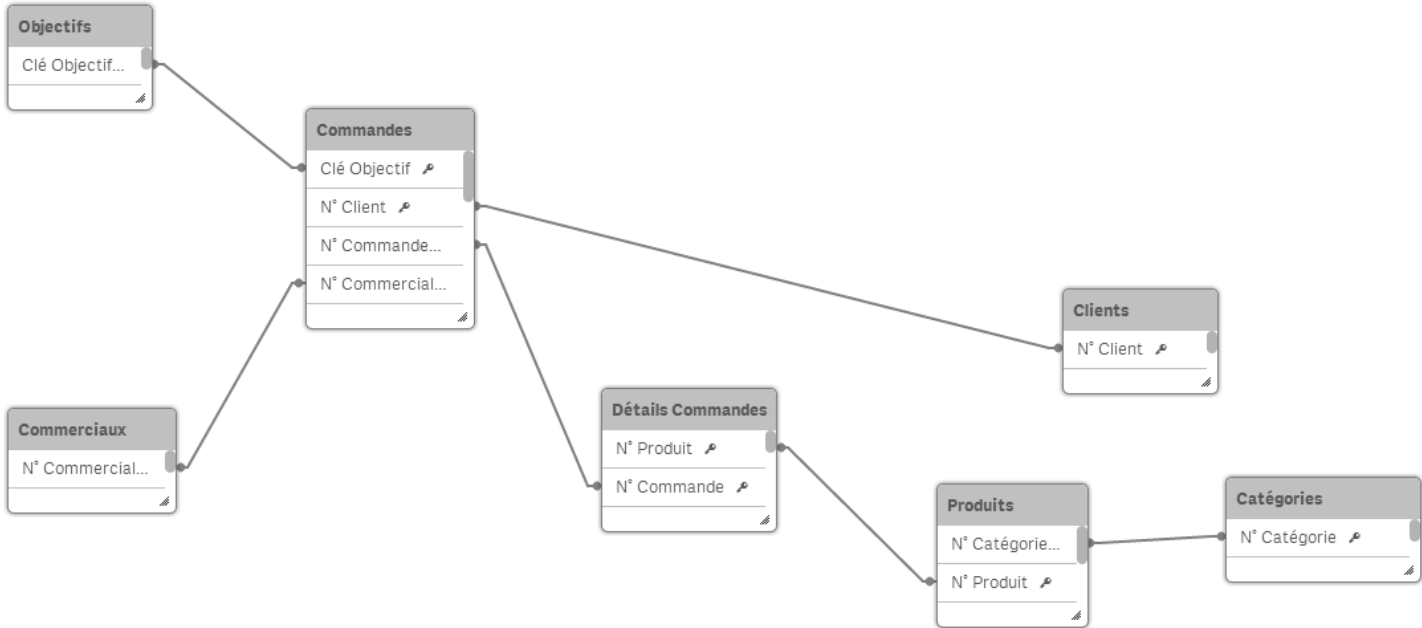 Objectifs
Clé Objectif...
Commandes
Clé Objectif
N° Client
N° Commande...
N° Commercial...
Clients
N° Client
Commerciaux
N° Commercial...
Détails Commandes
N° Produit
N° Commande
Produits
N° Catégorie...
N° Produit
Catégories
N° Catégorie